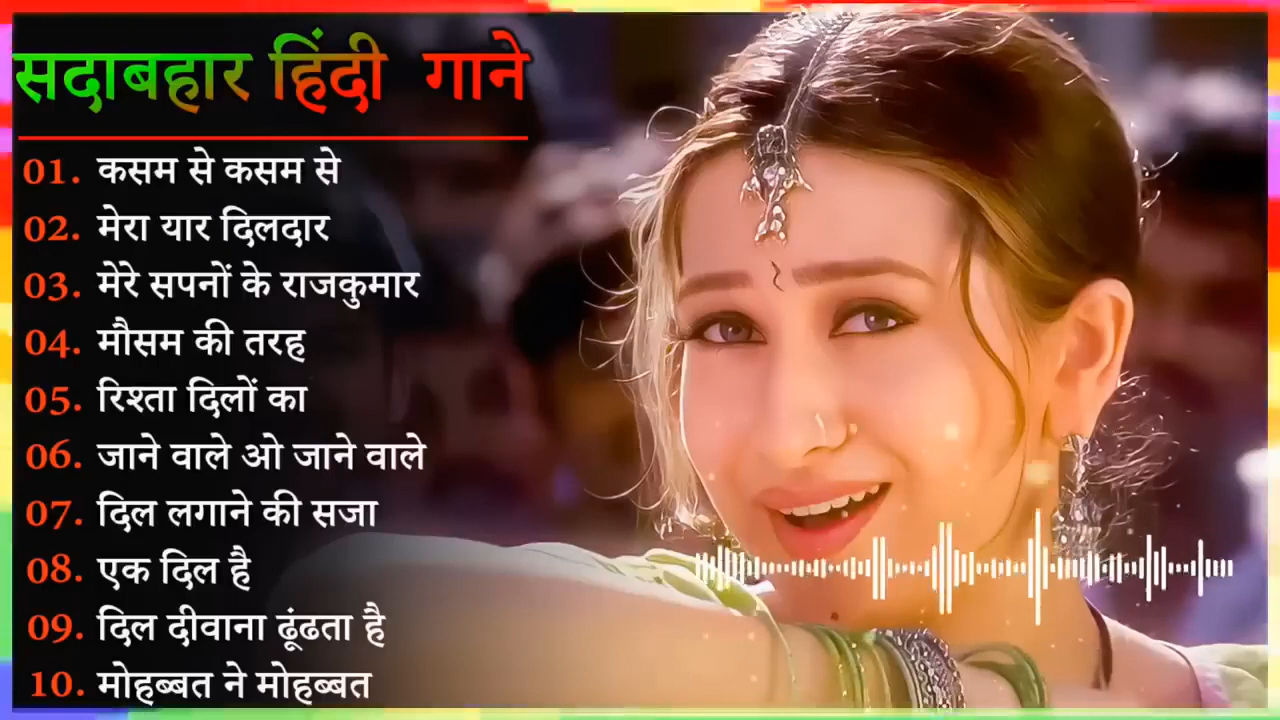 सदाबहार हिंदी गाने
01. कसम से कसम से
02. मेरा यार दिलदार
03. मेरे सपनों के राजकुमार
04. मौसम की तरह
05. रिश्ता दिलों का
06. जाने वाले ओ जाने वाले
07. दिल लगाने की सजा
08. एक दिल है
09. दिल दीवाना ढूंढता है
10. मोहब्बत ने मोहब्बत